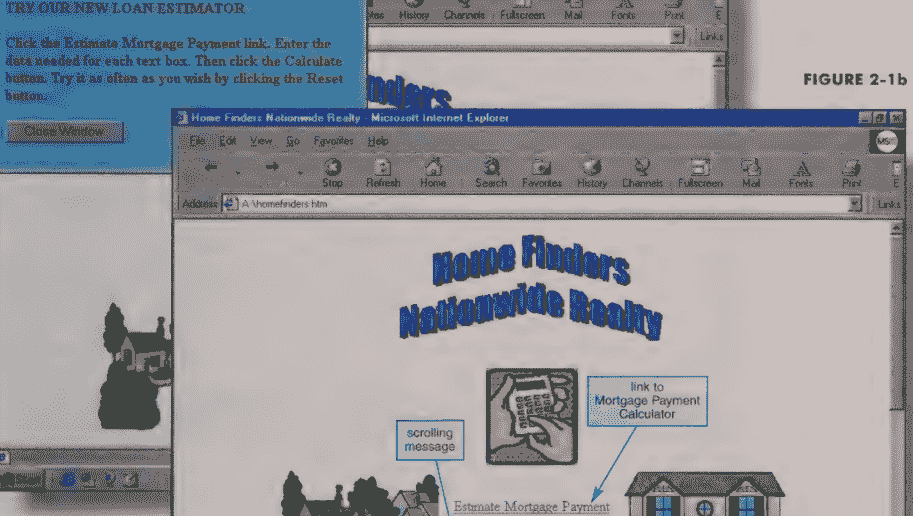 TRY OUR NEW LOAN ESTIMATOR
Click the Estimate Mortgage Payment link. Enter the
data needed for each text box. Then click the Calculate
button. Try it as often as you wish by clicking the Reset
button.
Close Window
History Channels Fullscreen Mail Fonts Print E
Links
FIGURE 2-1b
Home Finders Nationwide Realty - Microsoft Internet Explorer
File Edit View Go Favorites Help
Stop Refresh Home Search Favorites History Channels Fullscreen Mail Fonts Print E
Address A:\homefinders.htm Links
Home Finders
Nationwide Realty
link to
Mortgage Payment
Calculator
scrolling
message
Estimate Mortgage Payment